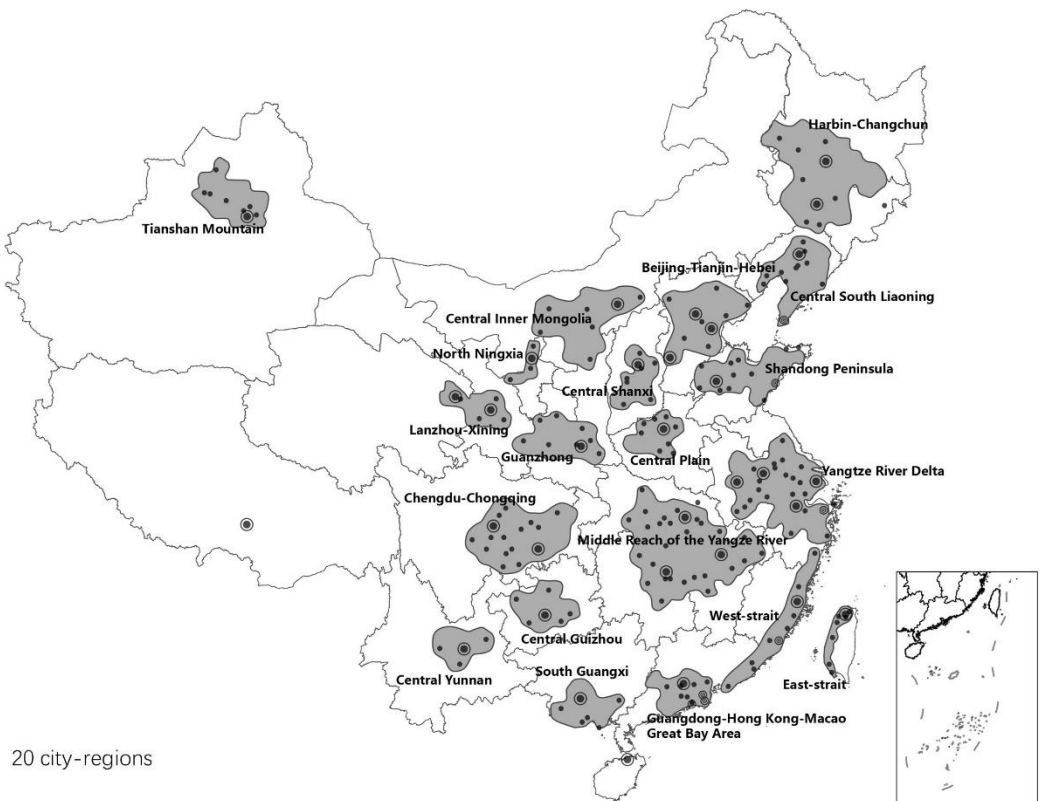 Harbin-Changchun
Tianshan Mountain
Beijing-Tianjin-Hebei
Central South Liaoning
Central Inner Mongolia
North Ningxia
Shandong Peninsula
Central Shanxi
Lanzhou-Xining
Guanzhong
Central Plain
Yangtze River Delta
Chengdu-Chongqing
Middle Reach of the Yangze River
West-strait
Central Guizhou
Central Yunnan
South Guangxi
East-strait
Guangdong-Hong Kong-Macao
Great Bay Area
20 city-regions